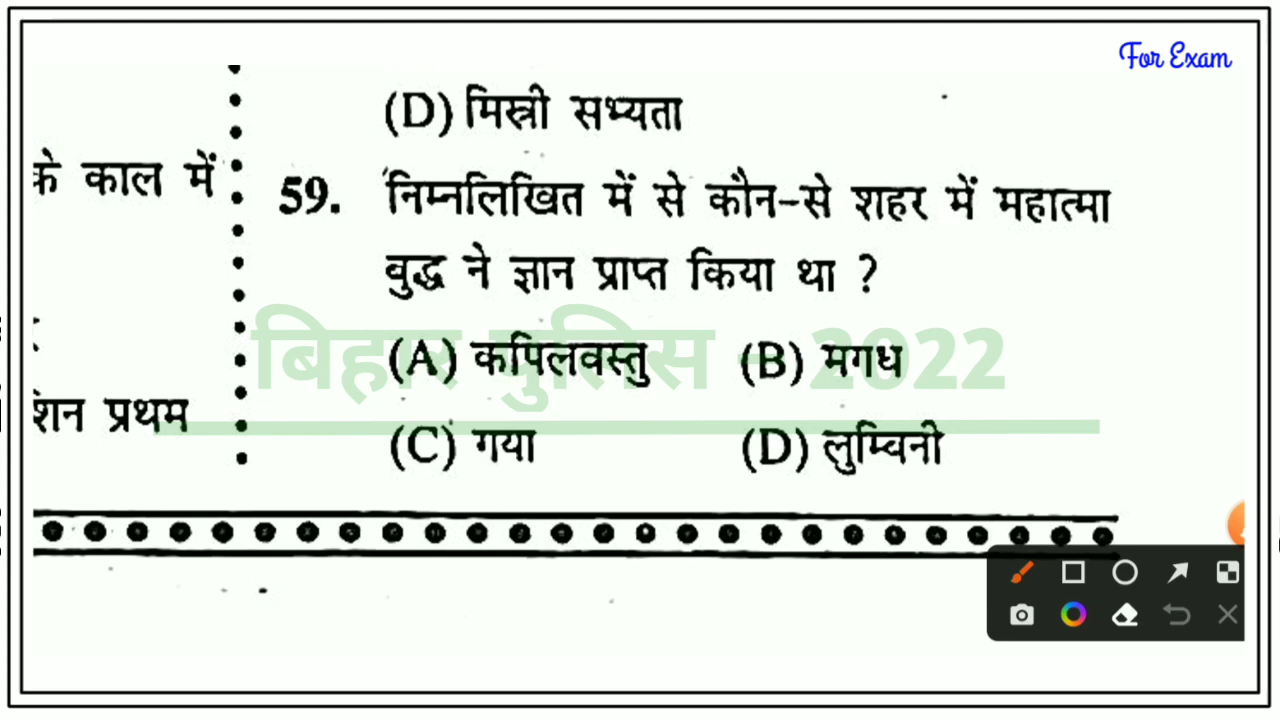 For Exam
(D) मिस्री सभ्यता
के काल में
59. निम्नलिखित में से कौन-से शहर में महात्मा
बुद्ध ने ज्ञान प्राप्त किया था ?
बिहार पुलिस - 2022
(A) कपिलवस्तु (B) मगध
शन प्रथम
(C) गया (D) लुम्बिनी